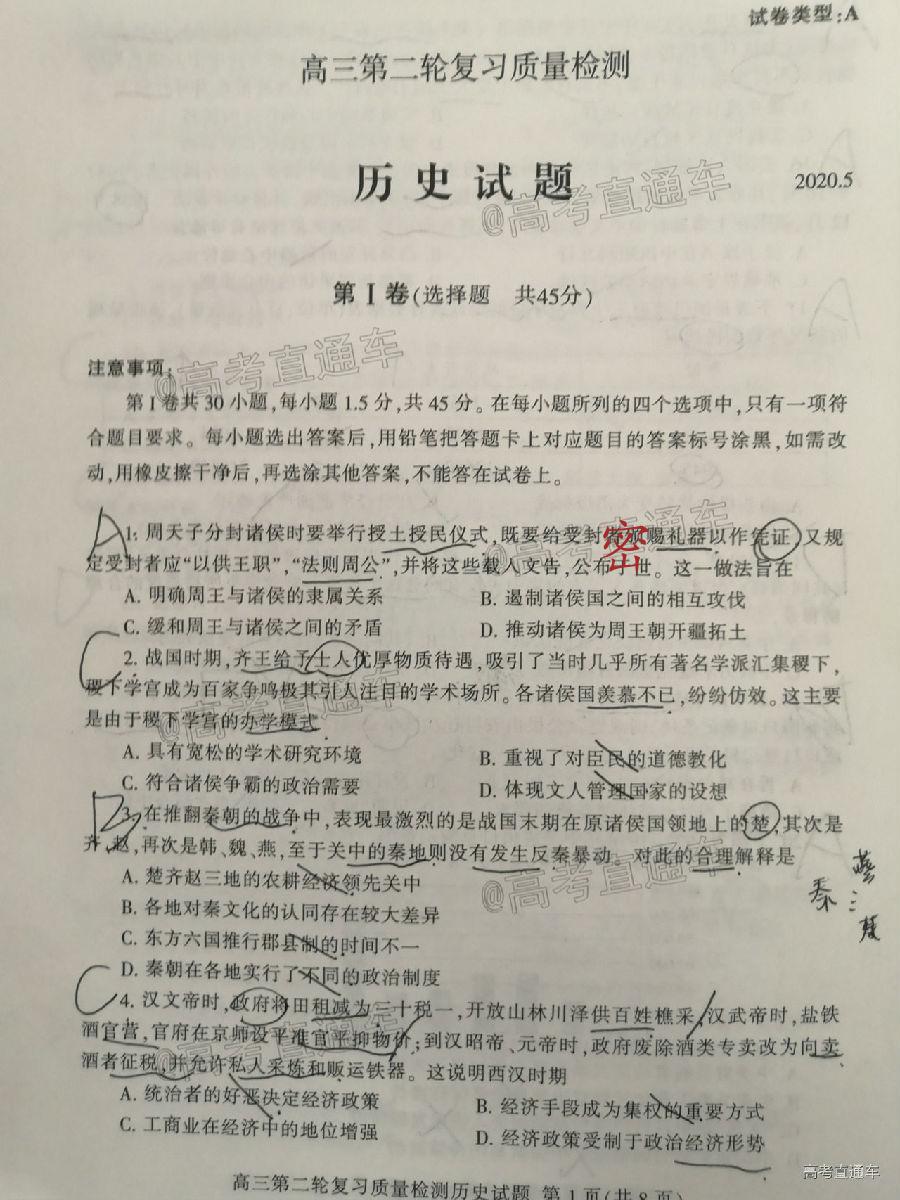 试卷类型:A
高三第二轮复习质量检测
历史试题
2020.5
@高考直通车
第Ⅰ卷(选择题 共45分)
注意事项:
@高考直通车
第Ⅰ卷共30小题,每小题1.5分,共45分。在每小题所列的四个选项中,只有一项符
合题目要求。每小题选出答案后,用铅笔把答题卡上对应题目的答案标号涂黑,如需改
动,用橡皮擦干净后,再选涂其他答案,不能答在试卷上。
A
1. 周天子分封诸侯时要举行授土授民仪式,既要给受封者颁赐礼器以作凭证,又规
密
定受封者应“以供王职”,“法则周公”,并将这些载入文告,公布于世。这一做法旨在
@高考直通车
A. 明确周王与诸侯的隶属关系 B. 遏制诸侯国之间的相互攻伐
C. 缓和周王与诸侯之间的矛盾 D. 推动诸侯为周王朝开疆拓土
C
2. 战国时期,齐王给予士人优厚物质待遇,吸引了当时几乎所有著名学派汇集稷下,
稷下学宫成为百家争鸣极其引人注目的学术场所。各诸侯国羡慕不已,纷纷仿效。这主要
是由于稷下学宫的办学模式
@高考直通车
A. 具有宽松的学术研究环境 B. 重视了对臣民的道德教化
C. 符合诸侯争霸的政治需要 D. 体现文人管理国家的设想
3. 在推翻秦朝的战争中,表现最激烈的是战国末期在原诸侯国领地上的楚,其次是
齐、赵,再次是韩、魏、燕,至于关中的秦地则没有发生反秦暴动。对此的合理解释是
@高考直通车
A. 楚齐赵三地的农耕经济领先关中
B. 各地对秦文化的认同存在较大差异
C. 东方六国推行郡县制的时间不一
D. 秦朝在各地实行了不同的政治制度
秦
C
4. 汉文帝时,政府将田租减为三十税一,开放山林川泽供百姓樵采,汉武帝时,盐铁
酒官营,官府在京师设平准官平抑物价;到汉昭帝、元帝时,政府废除酒类专卖改为向卖
酒者征税,并允许私人采炼和贩运铁器。这说明西汉时期
@高考直通车
A. 统治者的好恶决定经济政策 B. 经济手段成为集权的重要方式
C. 工商业在经济中的地位增强 D. 经济政策受制于政治经济形势
高三第二轮复习质量检测历史试题 第1页(共8页)
高考直通车